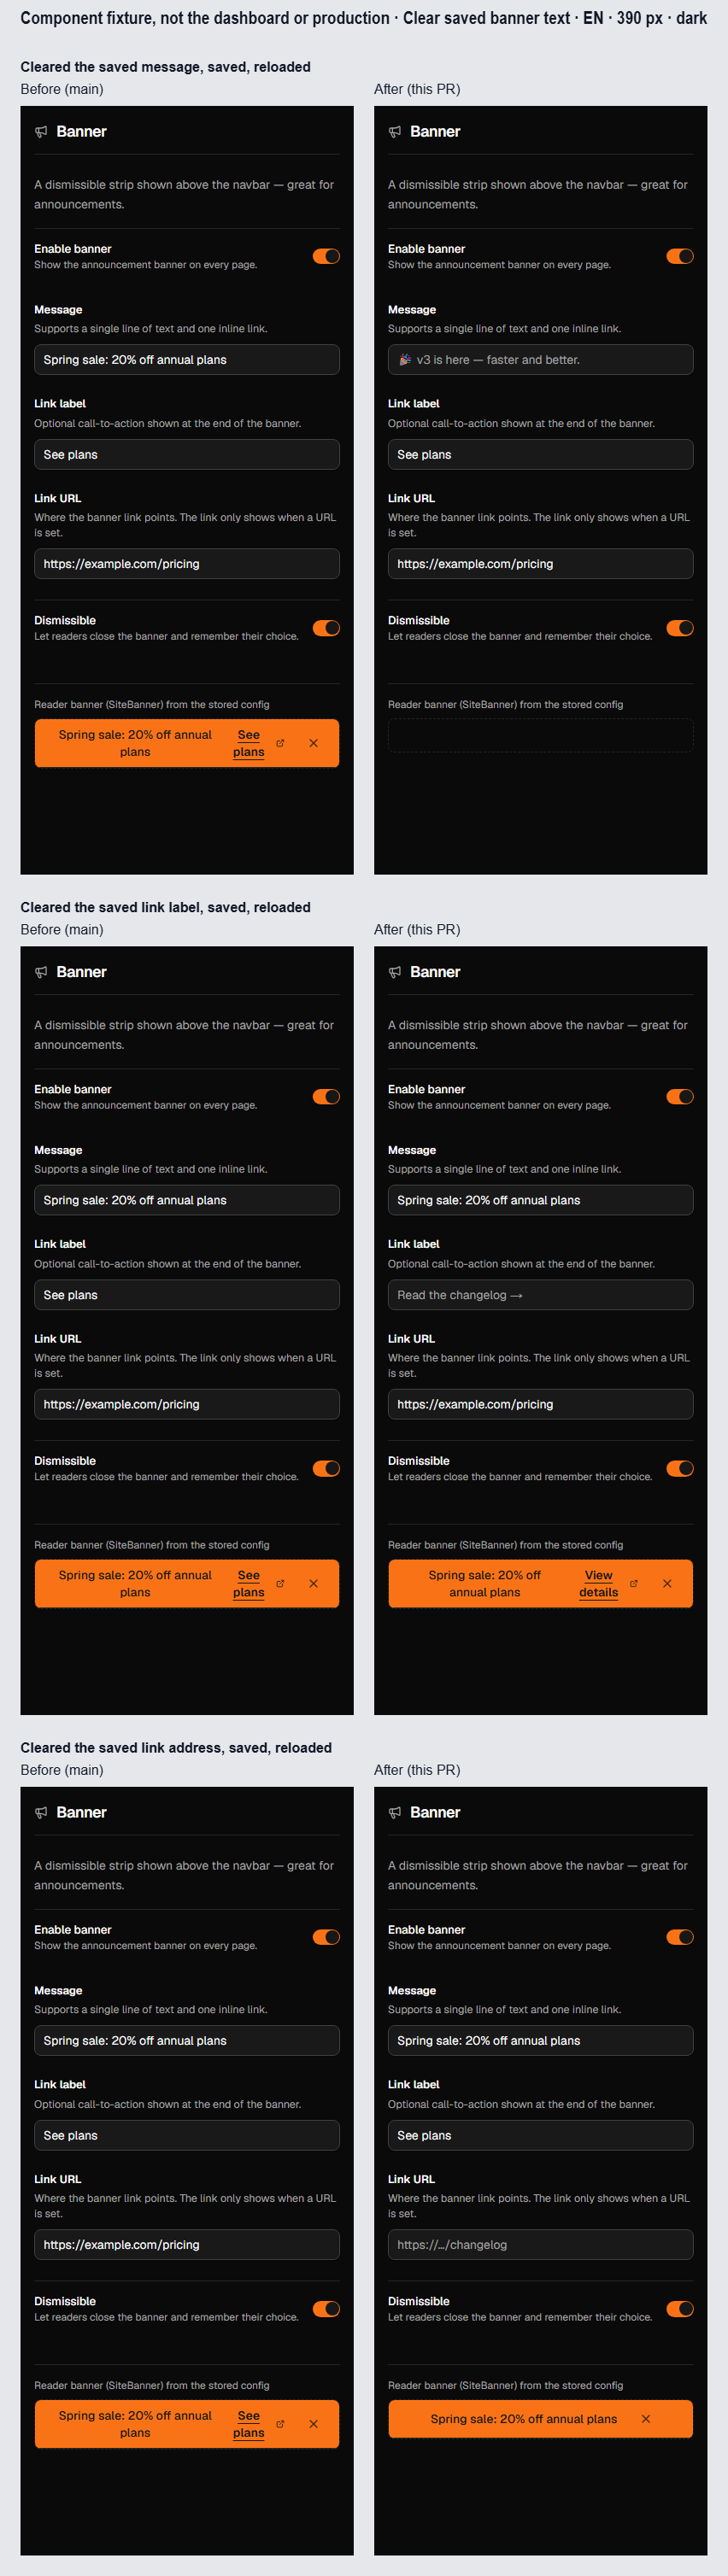 Component fixture, not the dashboard or production · Clear saved banner text · EN · 390 px · dark
Cleared the saved message, saved, reloaded
Before (main)
Banner
A dismissible strip shown above the navbar — great for
announcements.
Enable banner
Show the announcement banner on every page.
Message
Supports a single line of text and one inline link.
Spring sale: 20% off annual plans
Link label
Optional call-to-action shown at the end of the banner.
See plans
Link URL
Where the banner link points. The link only shows when a URL
is set.
https://example.com/pricing
Dismissible
Let readers close the banner and remember their choice.
Reader banner (SiteBanner) from the stored config
Spring sale: 20% off annual
plans
See
plans
After (this PR)
Banner
A dismissible strip shown above the navbar — great for
announcements.
Enable banner
Show the announcement banner on every page.
Message
Supports a single line of text and one inline link.
🎉 v3 is here — faster and better.
Link label
Optional call-to-action shown at the end of the banner.
See plans
Link URL
Where the banner link points. The link only shows when a URL
is set.
https://example.com/pricing
Dismissible
Let readers close the banner and remember their choice.
Reader banner (SiteBanner) from the stored config
Cleared the saved link label, saved, reloaded
Before (main)
Banner
A dismissible strip shown above the navbar — great for
announcements.
Enable banner
Show the announcement banner on every page.
Message
Supports a single line of text and one inline link.
Spring sale: 20% off annual plans
Link label
Optional call-to-action shown at the end of the banner.
See plans
Link URL
Where the banner link points. The link only shows when a URL
is set.
https://example.com/pricing
Dismissible
Let readers close the banner and remember their choice.
Reader banner (SiteBanner) from the stored config
Spring sale: 20% off annual
plans
See
plans
After (this PR)
Banner
A dismissible strip shown above the navbar — great for
announcements.
Enable banner
Show the announcement banner on every page.
Message
Supports a single line of text and one inline link.
Spring sale: 20% off annual plans
Link label
Optional call-to-action shown at the end of the banner.
Read the changelog →
Link URL
Where the banner link points. The link only shows when a URL
is set.
https://example.com/pricing
Dismissible
Let readers close the banner and remember their choice.
Reader banner (SiteBanner) from the stored config
Spring sale: 20% off
annual plans
View
details
Cleared the saved link address, saved, reloaded
Before (main)
Banner
A dismissible strip shown above the navbar — great for
announcements.
Enable banner
Show the announcement banner on every page.
Message
Supports a single line of text and one inline link.
Spring sale: 20% off annual plans
Link label
Optional call-to-action shown at the end of the banner.
See plans
Link URL
Where the banner link points. The link only shows when a URL
is set.
https://example.com/pricing
Dismissible
Let readers close the banner and remember their choice.
Reader banner (SiteBanner) from the stored config
Spring sale: 20% off annual
plans
See
plans
After (this PR)
Banner
A dismissible strip shown above the navbar — great for
announcements.
Enable banner
Show the announcement banner on every page.
Message
Supports a single line of text and one inline link.
Spring sale: 20% off annual plans
Link label
Optional call-to-action shown at the end of the banner.
See plans
Link URL
Where the banner link points. The link only shows when a URL
is set.
https://…/changelog
Dismissible
Let readers close the banner and remember their choice.
Reader banner (SiteBanner) from the stored config
Spring sale: 20% off annual plans